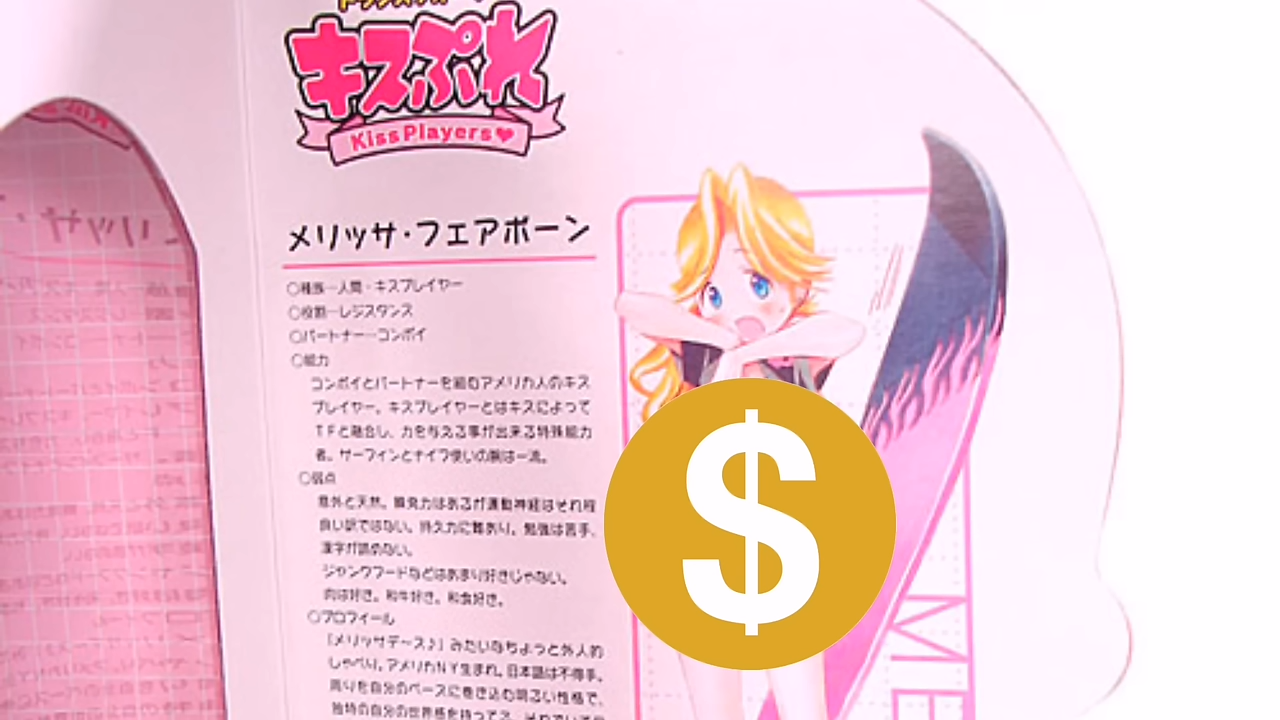 キスぷれ
Kiss Players
メリッサ・フェアボーン
○種族…人間・キスプレイヤー
○役割…レジスタンス
○パートナー…コンボイ
○能力
コンボイとパートナーを組むアメリカ人のキス
プレイヤー。キスプレイヤーとはキスによって
TFと融合し、力を与える事が出来る特殊能力
者。サーフィンとナイフ使いの腕は一流。
○弱点
意外と天然。瞬発力はあるが運動神経はそれ程
良い訳ではない。持久力に難あり。勉強は苦手、
漢字が読めない。
ジャンクフードなどはあまり好きじゃない。
肉は好き。和牛好き。和食好き。
○プロフィール
「メリッサデース♪」みたいなちょっと外人的
しゃべり。アメリカNY生まれ。日本語は不得手。
周りを自分のペースに巻き込む明るい性格で、
独特の自分の世界感を持ってる。それでいて
$
ME